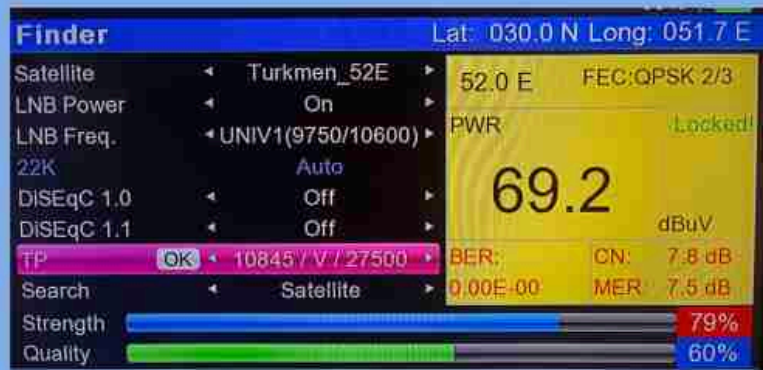 Finder Lat: 030.0 N Long: 051.7 E
Satellite Turkmen_52E
LNB Power On
LNB Freq. UNIV1(9750/10600)
22K Auto
DiSEqC 1.0 Off
DiSEqC 1.1 Off
TP OK 10845 / V / 27500
Search Satellite
52.0 E FEC:QPSK 2/3
PWR Locked!
69.2
dBuV
BER: CN: 7.8 dB
0.00E-00 MER: 7.5 dB
Strength 79%
Quality 60%